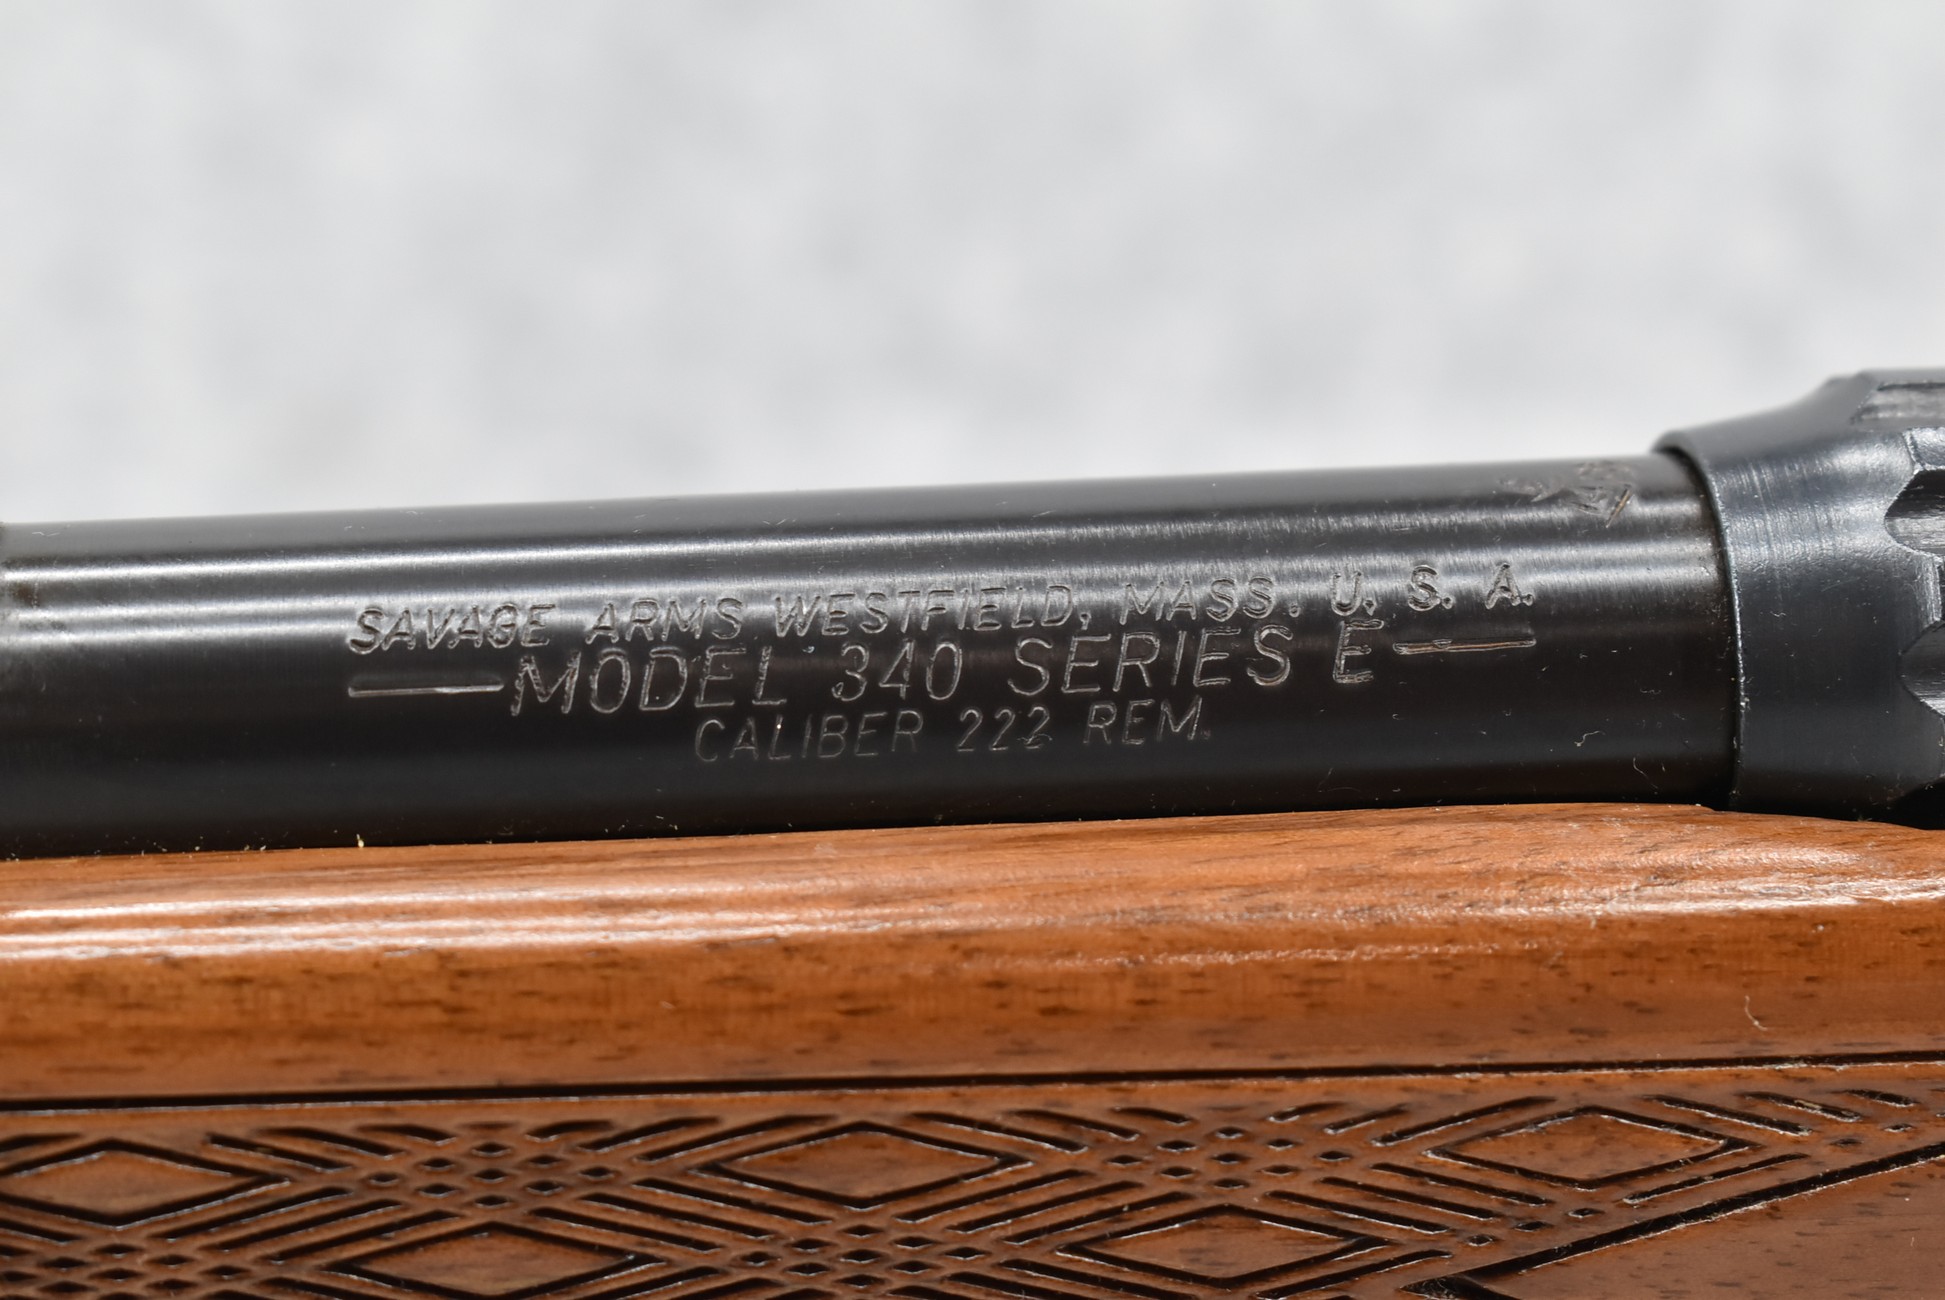 SAVAGE ARMS WESTFIELD, MASS. U. S. A.
—MODEL 340 SERIES E—
CALIBER 222 REM.